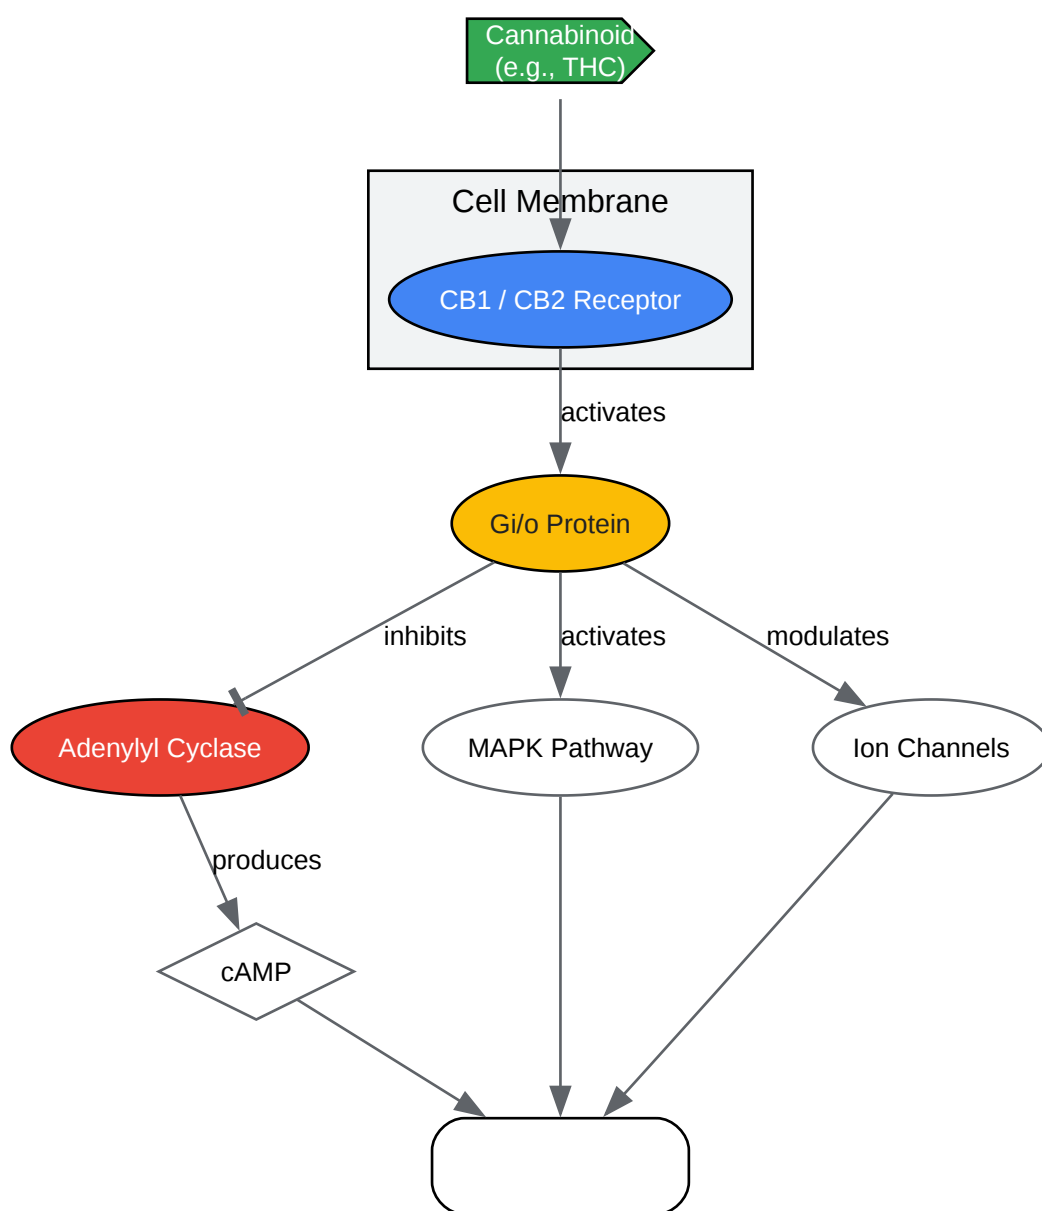 Cannabinoid
(e.g., THC)
Cell Membrane
CB1 / CB2 Receptor
activates
Gi/o Protein
inhibits
activates
modulates
Adenylyl Cyclase
MAPK Pathway
Ion Channels
produces
cAMP